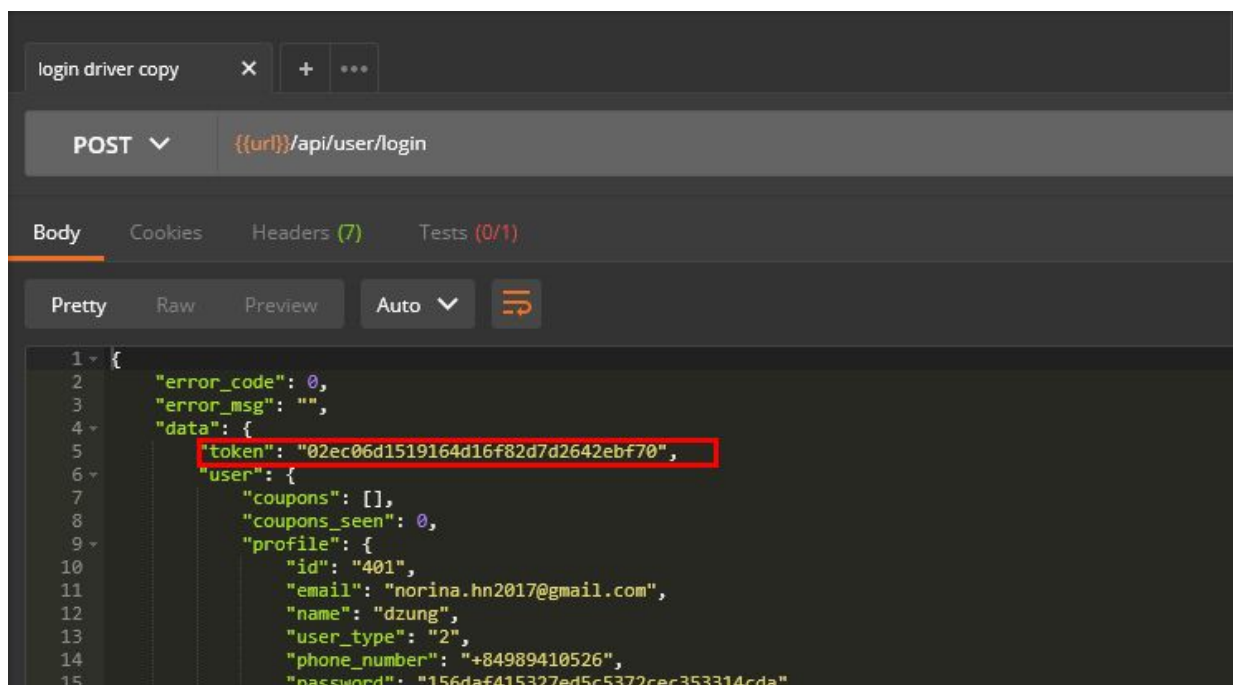 login driver copy
POST {{url}}/api/user/login
Body Cookies Headers (7) Tests (0/1)
Pretty Raw Preview Auto
1 {
2 "error_code": 0,
3 "error_msg": "",
4 "data": {
5 "token": "02ec06d1519164d16f82d7d2642ebf70",
6 "user": {
7 "coupons": [],
8 "coupons_seen": 0,
9 "profile": {
10 "id": "401",
11 "email": "norina.hn2017@gmail.com",
12 "name": "dzung",
13 "user_type": "2",
14 "phone_number": "+84989410526",
15 "password": "156daf415327ed5c5372cec353314cda"